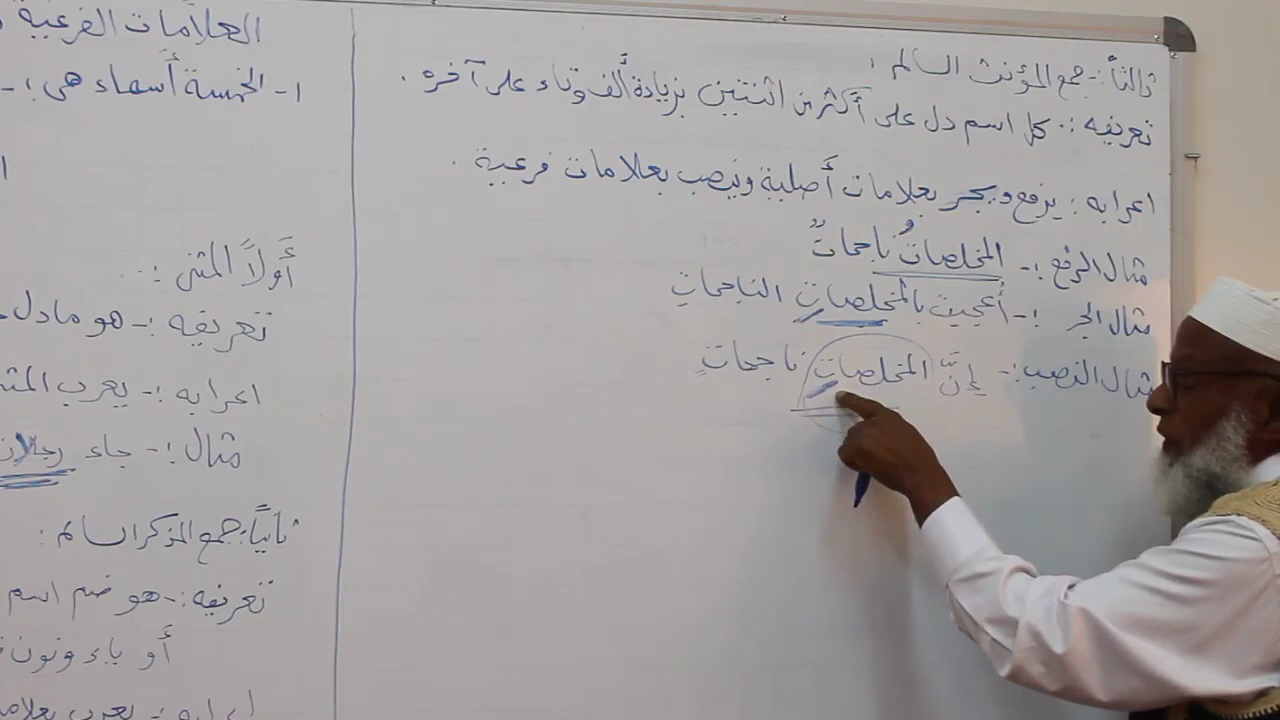 ثالثاً :- جمع المؤنث السالم :
تعريفه :. كل اسم دل على أكثر من اثنتين بزيادة ألف وتاء على آخره .
اعرابه : يرفع ويجر بعلامات أصلية وينصب بعلامات فرعية .
مثال الرفع :- المخلصاتُ ناجحاتٌ
مثال الجر :- أُعجبت بالمخلصاتِ الناجحاتِ
مثال النصب :- إنَّ المخلصاتِ ناجحاتٍ
العلامات الفرعية
١- الخمسة أسماء هي :-
أولاً المثنى :.
تعريفه :- هو ما دل
اعرابه :- يعرب
مثال :- جاء رجلان
ثانياً: جمع المذكر السالم :
تعريفه :- هو ضم اسم
أو ياء ونون
اعرابه :- يعرب